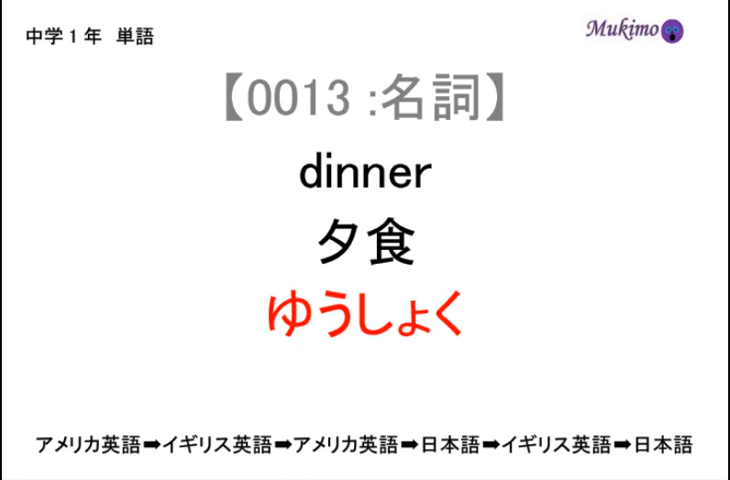 中学1年 単語
Mukimo
【0013 :名詞】
dinner
夕食
ゆうしょく
アメリカ英語➡イギリス英語➡アメリカ英語➡日本語➡イギリス英語➡日本語